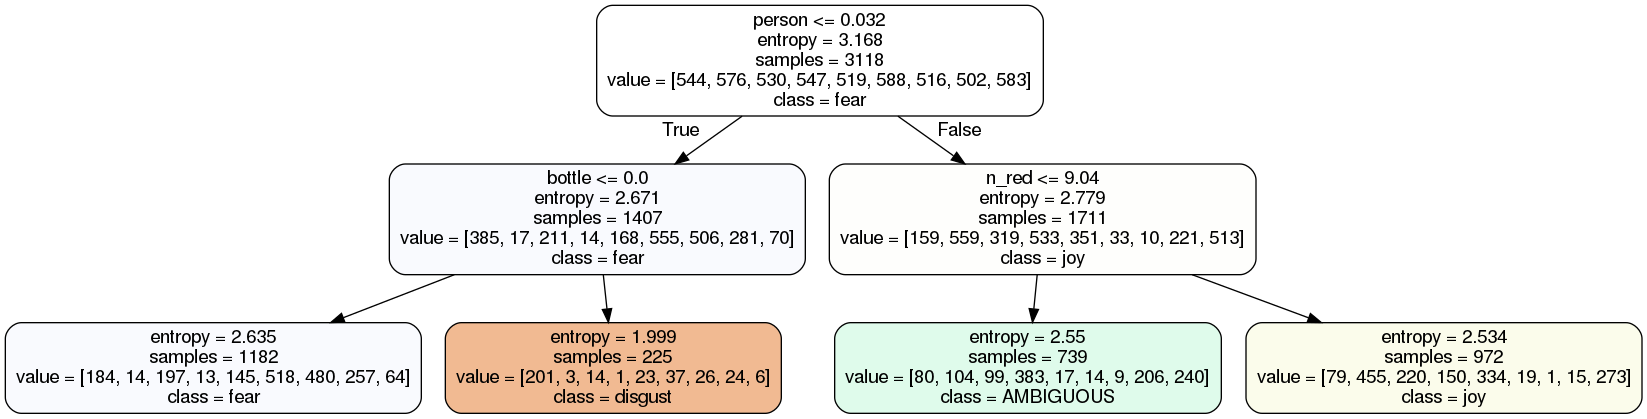 person <= 0.032
entropy = 3.168
samples = 3118
value = [544, 576, 530, 547, 519, 588, 516, 502, 583]
class = fear
True
False
bottle <= 0.0
entropy = 2.671
samples = 1407
value = [385, 17, 211, 14, 168, 555, 506, 281, 70]
class = fear
n_red <= 9.04
entropy = 2.779
samples = 1711
value = [159, 559, 319, 533, 351, 33, 10, 221, 513]
class = joy
entropy = 2.635
samples = 1182
value = [184, 14, 197, 13, 145, 518, 480, 257, 64]
class = fear
entropy = 1.999
samples = 225
value = [201, 3, 14, 1, 23, 37, 26, 24, 6]
class = disgust
entropy = 2.55
samples = 739
value = [80, 104, 99, 383, 17, 14, 9, 206, 240]
class = AMBIGUOUS
entropy = 2.534
samples = 972
value = [79, 455, 220, 150, 334, 19, 1, 15, 273]
class = joy